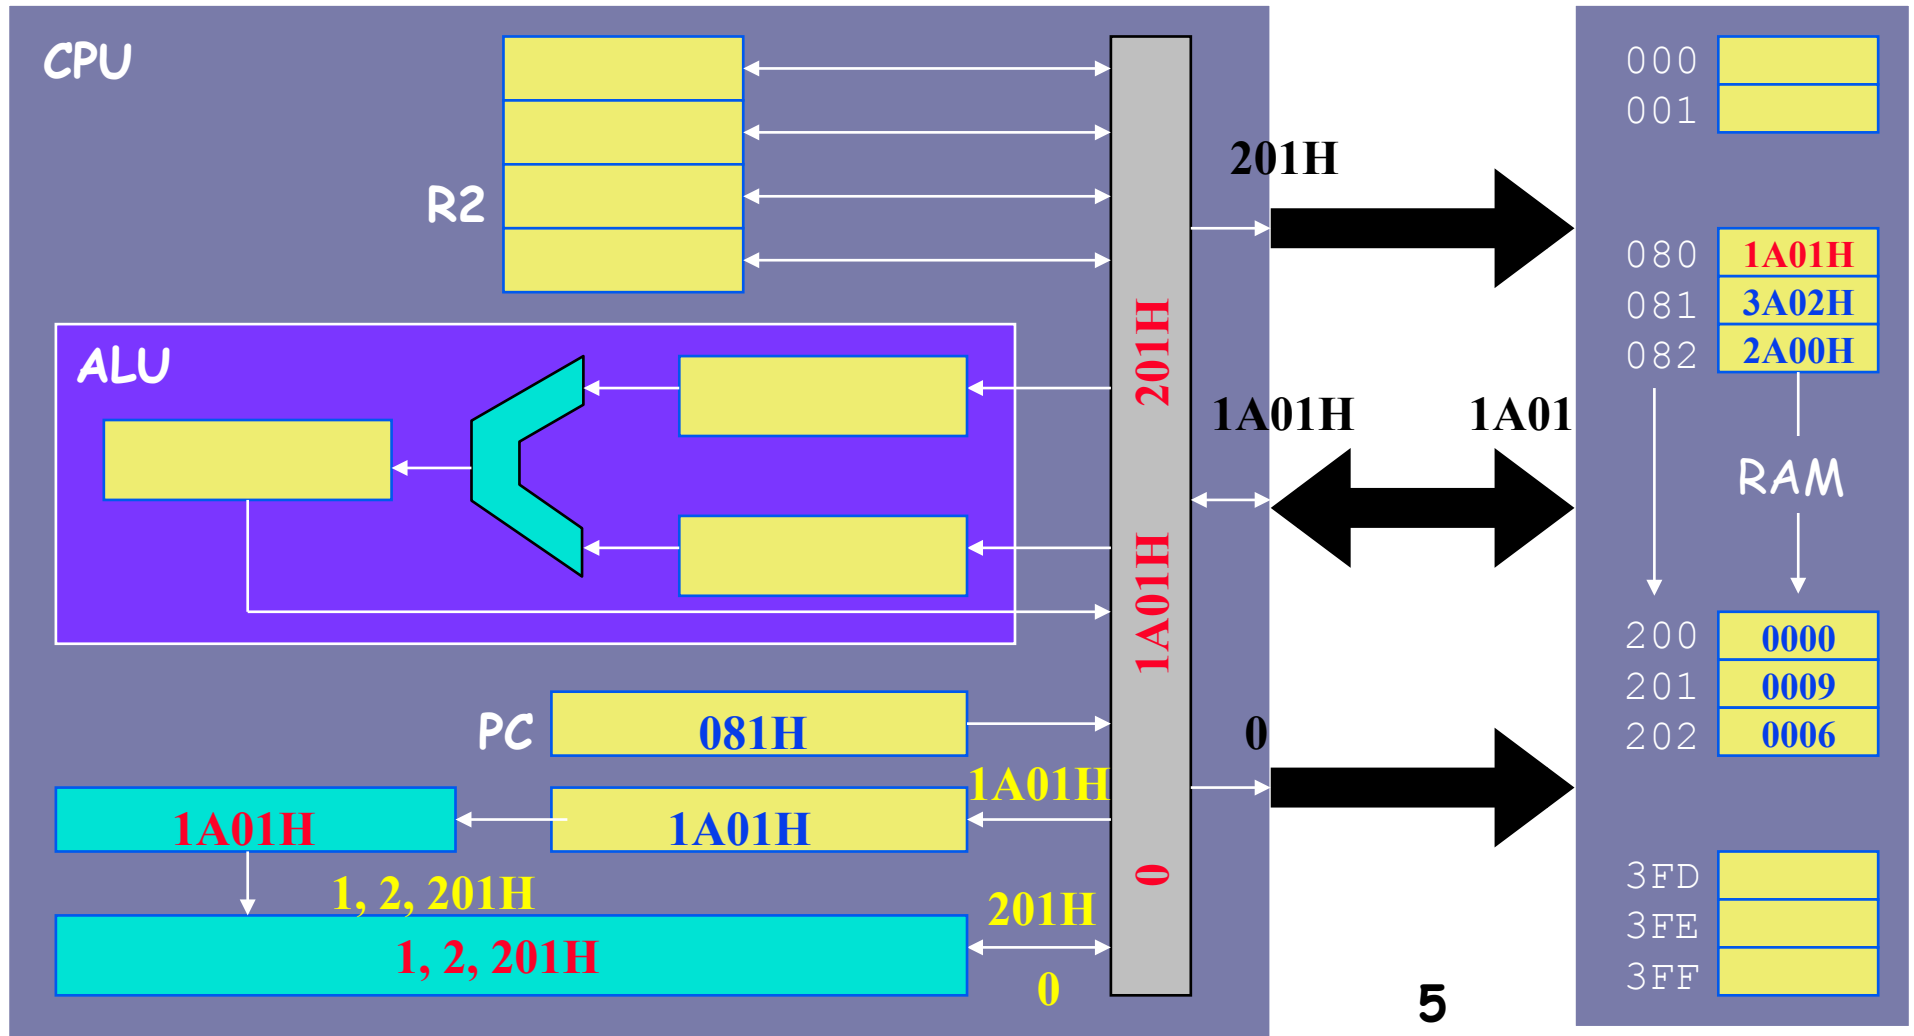 CPU
R2
ALU
PC
081H
1A01H
1A01H
1A01H
1, 2, 201H
1, 2, 201H
201H
0
201H
1A01H
0
201H
1A01H
1A01
0
5
000
001
080 1A01H
081 3A02H
082 2A00H
RAM
200 0000
201 0009
202 0006
3FD
3FE
3FF